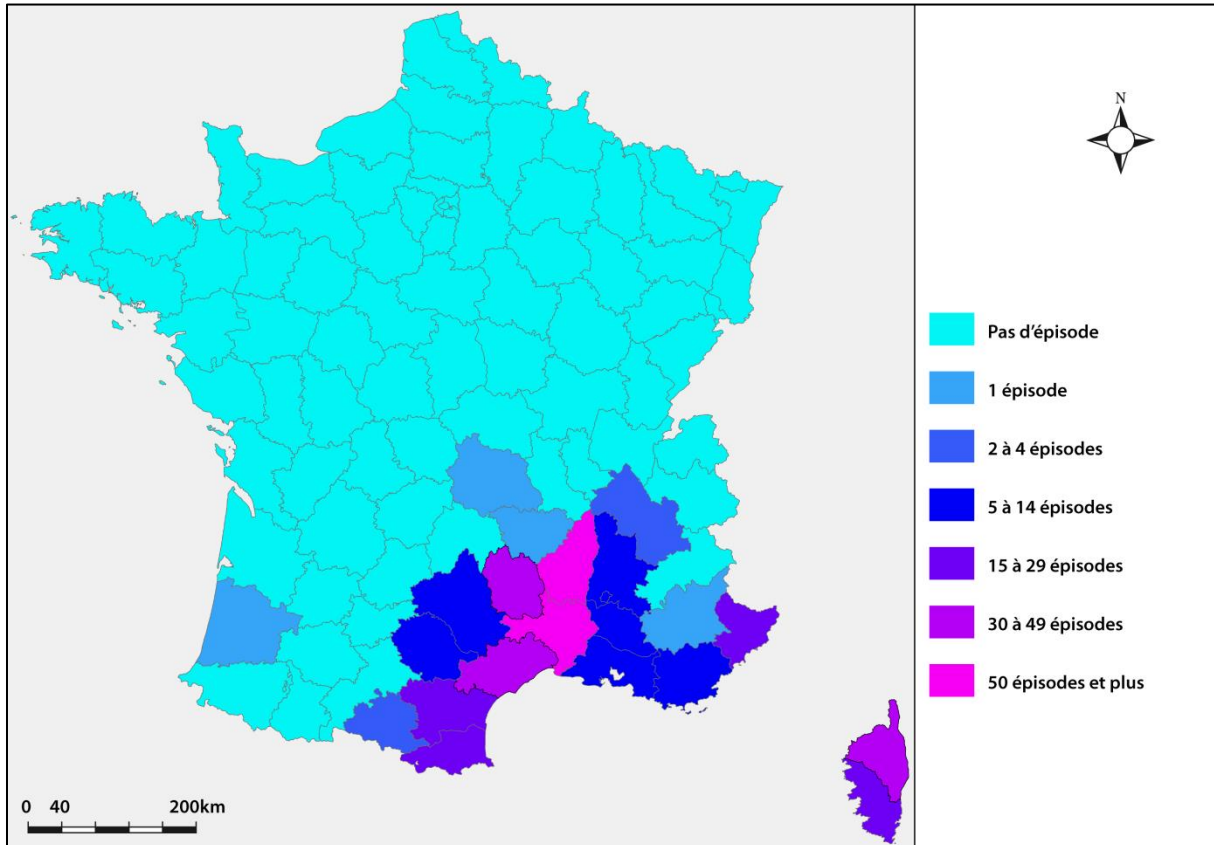 N
Pas d’épisode
1 épisode
2 à 4 épisodes
5 à 14 épisodes
15 à 29 épisodes
30 à 49 épisodes
50 épisodes et plus
0 40 200km